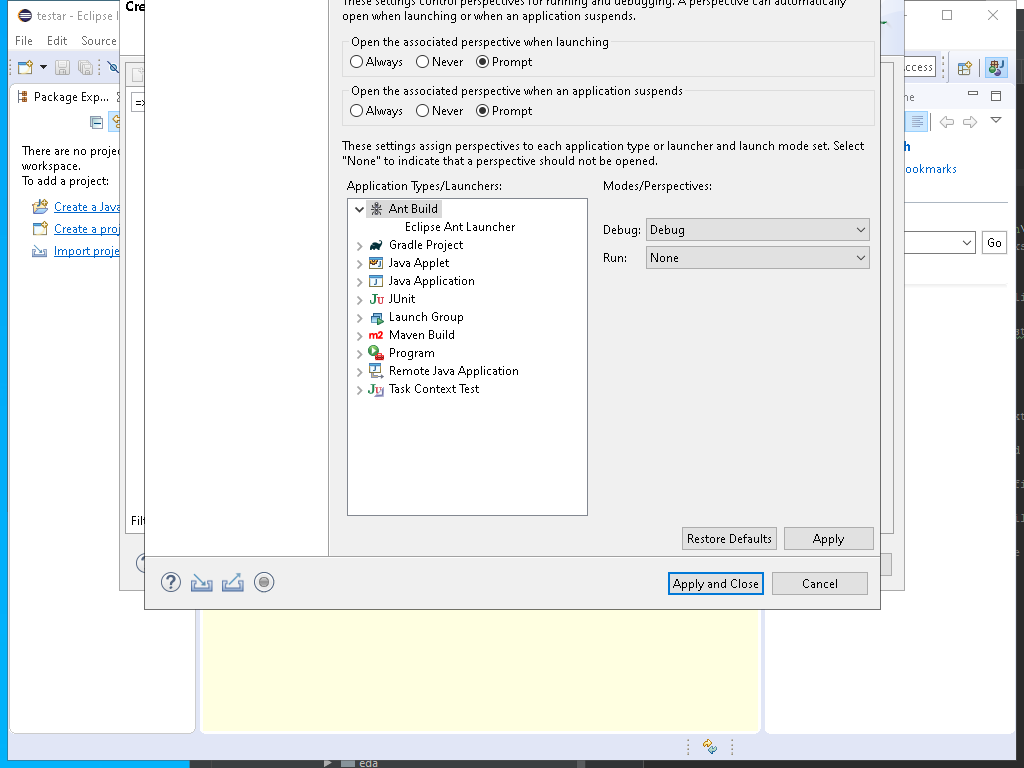 testar - Eclipse I
Cre
These settings control perspectives for running and debugging. A perspective can automatically
open when launching or when an application suspends.
File Edit Source
Open the associated perspective when launching
Always Never Prompt
ccess
Package Exp...
Open the associated perspective when an application suspends
ne
=>
Always Never Prompt
There are no proje
workspace.
To add a project:
These settings assign perspectives to each application type or launcher and launch mode set. Select
"None" to indicate that a perspective should not be opened.
h
ookmarks
Application Types/Launchers:
Modes/Perspectives:
Create a Java
Create a proj
Import proje
Ant Build
Eclipse Ant Launcher
Gradle Project
Java Applet
Java Application
JUnit
Launch Group
m2 Maven Build
Program
Remote Java Application
Task Context Test
Debug: Debug
Run: None
Go
Filt
Restore Defaults
Apply
Apply and Close
Cancel
eda